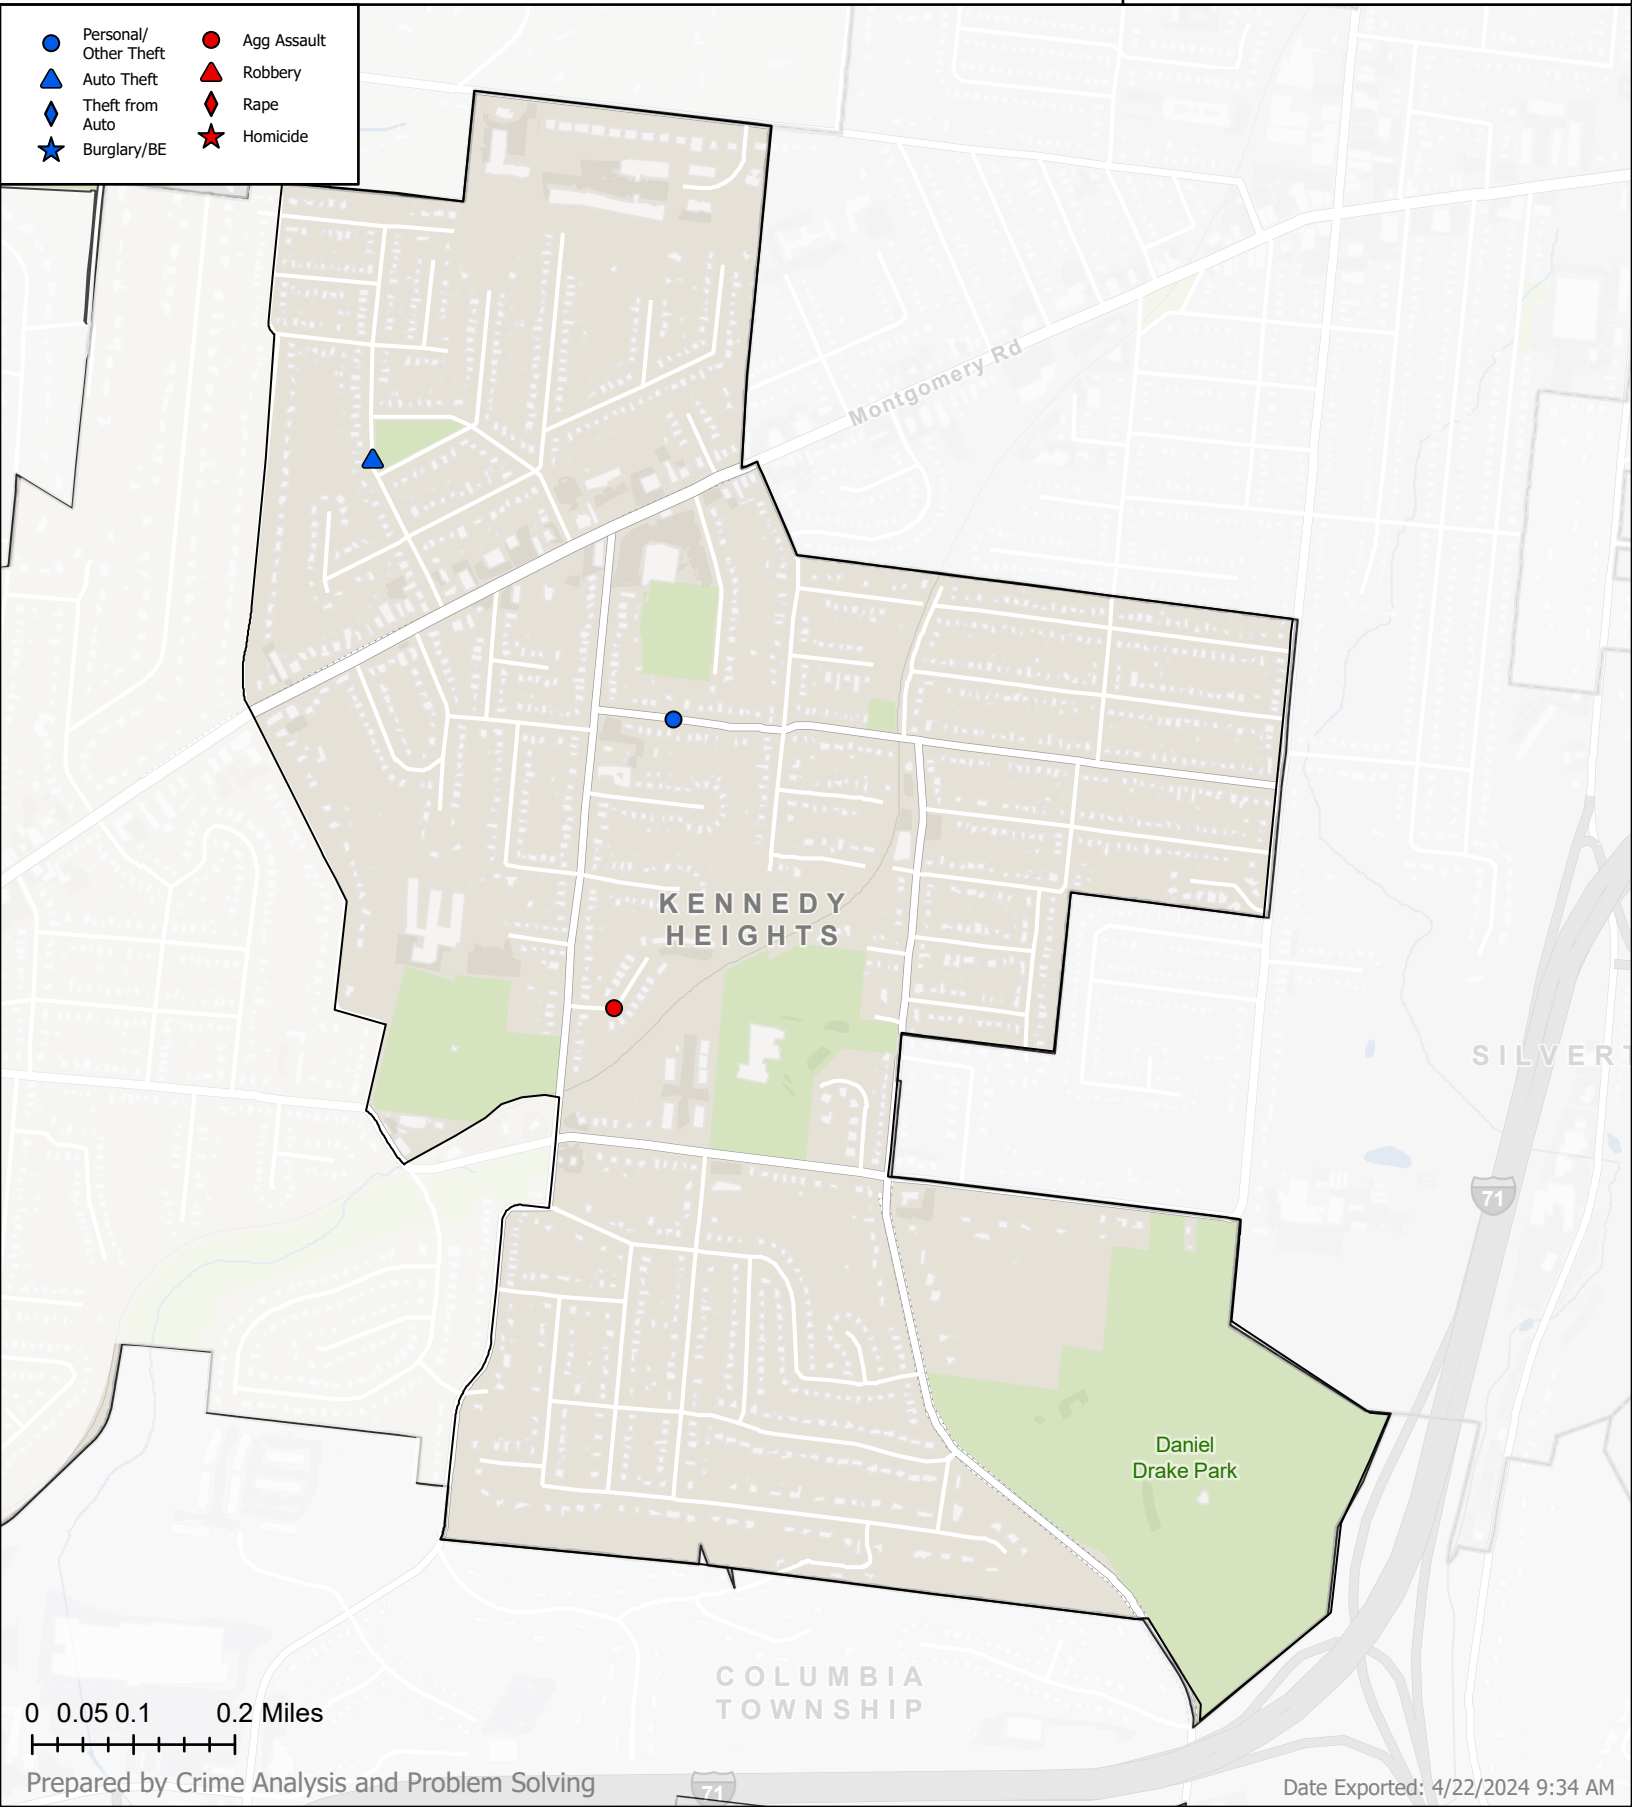 Personal/
Other Theft
Auto Theft
Theft from
Auto
Burglary/BE
Agg Assault
Robbery
Rape
Homicide
Montgomery Rd
KENNEDY
HEIGHTS
SILVERT
71
Daniel
Drake Park
COLUMBIA
TOWNSHIP
0 0.05 0.1 0.2 Miles
Prepared by Crime Analysis and Problem Solving
71
Date Exported: 4/22/2024 9:34 AM